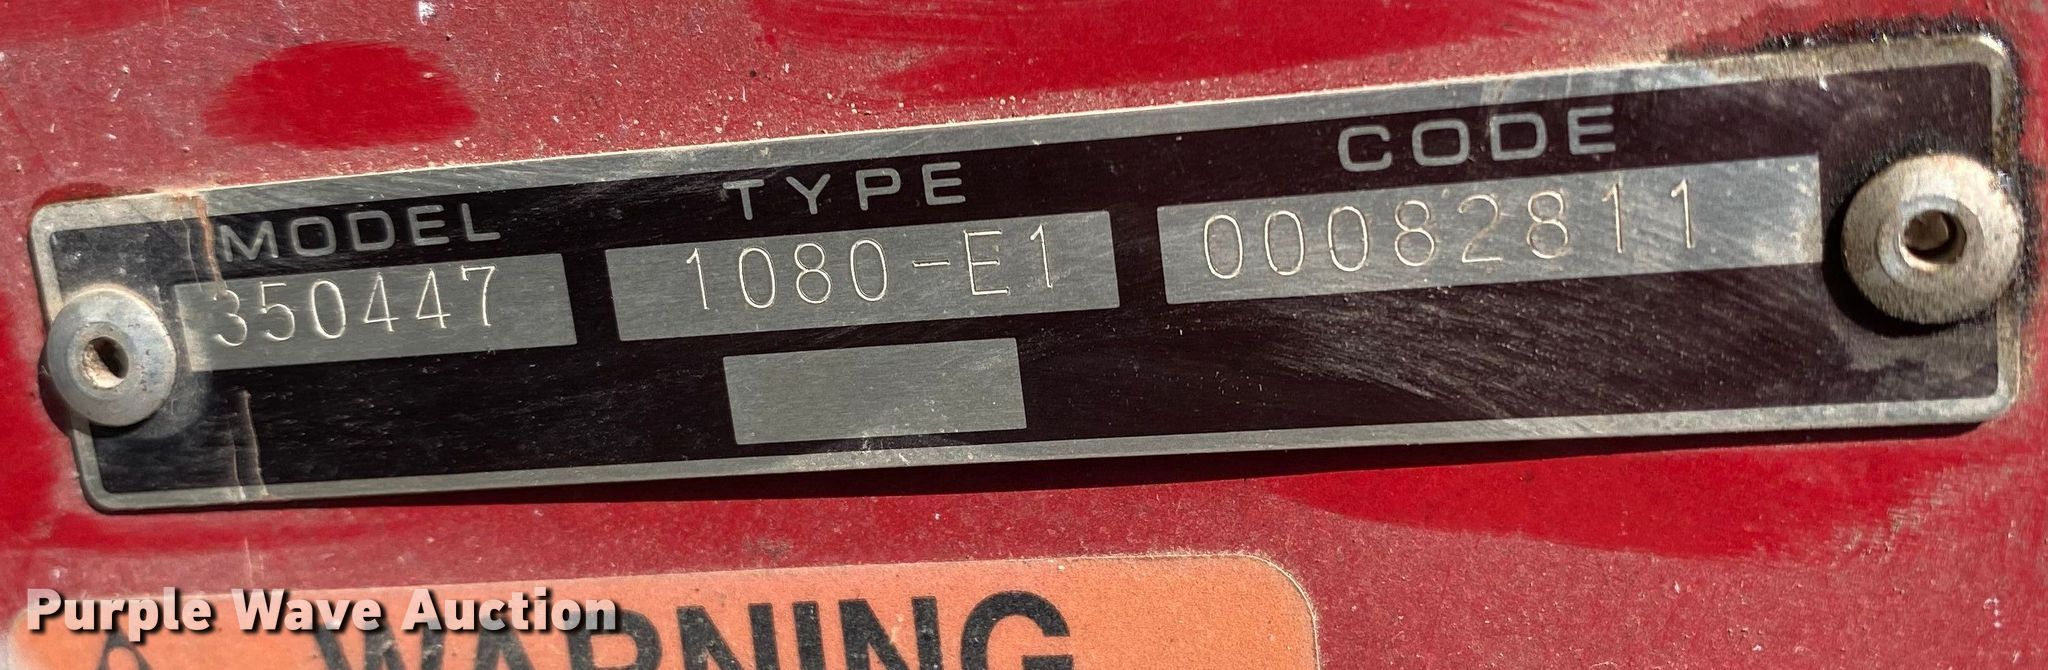 MODEL TYPE CODE
350447 1080-E1 00082811
WARNING
Purple Wave Auction